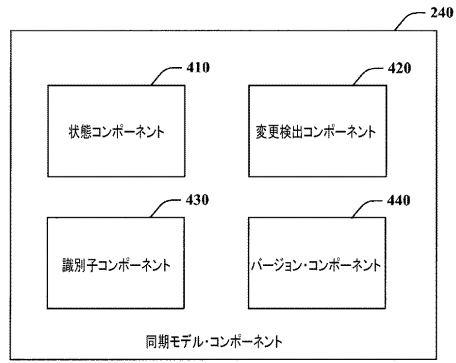 240
410
420
状態コンポーネント
変更検出コンポーネント
430
440
識別子コンポーネント
バージョン・コンポーネント
同期モデル・コンポーネント